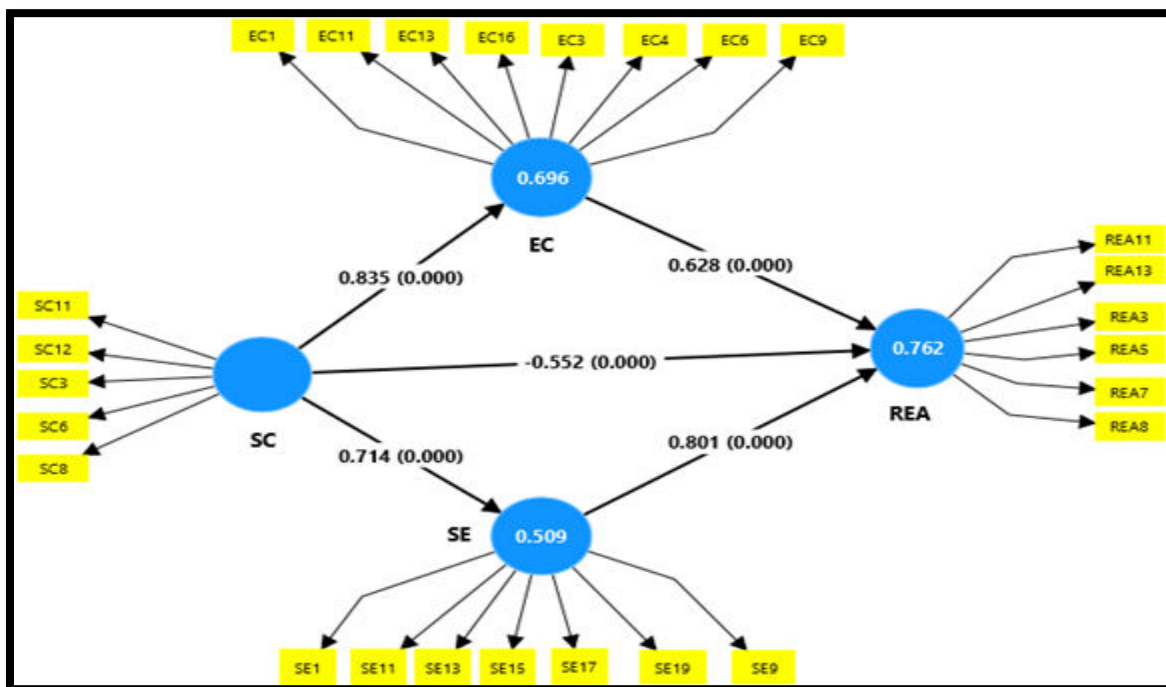 EC1
EC11
EC13
EC16
EC3
EC4
EC6
EC9
0.696
EC
0.835 (0.000)
0.628 (0.000)
REA11
REA13
REA3
REA5
REA7
REA8
0.762
REA
SC11
SC12
SC3
SC6
SC8
SC
-0.552 (0.000)
0.714 (0.000)
0.801 (0.000)
SE
0.509
SE1
SE11
SE13
SE15
SE17
SE19
SE9